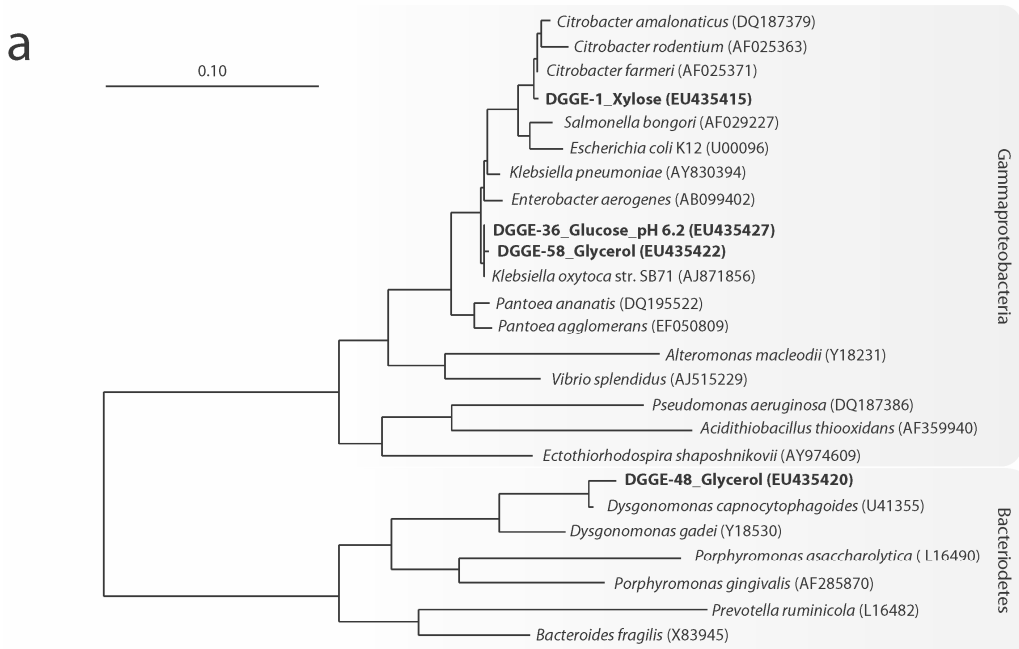 a
0.10
Citrobacter amalonaticus (DQ187379)
Citrobacter rodentium (AF025363)
Citrobacter farmeri (AF025371)
DGGE-1_Xylose (EU435415)
Salmonella bongori (AF029227)
Escherichia coli K12 (U00096)
Klebsiella pneumoniae (AY830394)
Enterobacter aerogenes (AB099402)
DGGE-36_Glucose_pH 6.2 (EU435427)
DGGE-58_Glycerol (EU435422)
Klebsiella oxytoca str. SB71 (AJ871856)
Pantoea ananatis (DQ195522)
Pantoea agglomerans (EF050809)
Alteromonas macleodii (Y18231)
Vibrio splendidus (AJ515229)
Pseudomonas aeruginosa (DQ187386)
Acidithiobacillus thiooxidans (AF359940)
Ectothiorhodospira shaposhnikovii (AY974609)
Gammaproteobacteria
DGGE-48_Glycerol (EU435420)
Dysgonomonas capnocytophagoides (U41355)
Dysgonomonas gadei (Y18530)
Porphyromonas asaccharolytica ( L16490)
Porphyromonas gingivalis (AF285870)
Prevotella ruminicola (L16482)
Bacteroides fragilis (X83945)
Bacteriodetes